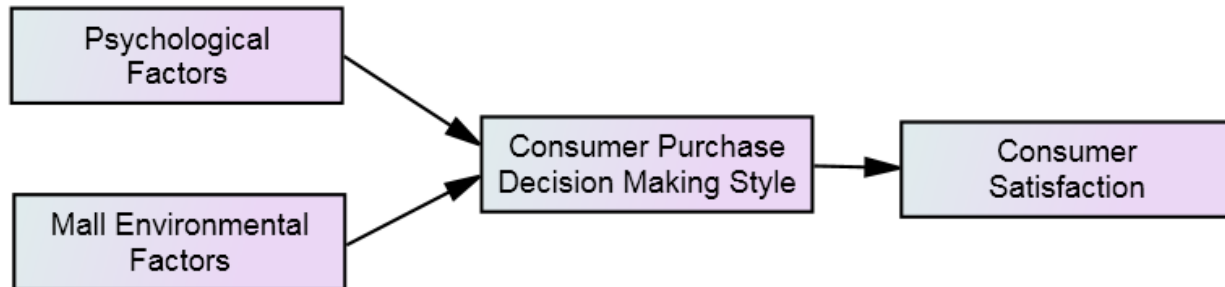 Psychological
Factors
Mall Environmental
Factors
Consumer Purchase
Decision Making Style
Consumer
Satisfaction